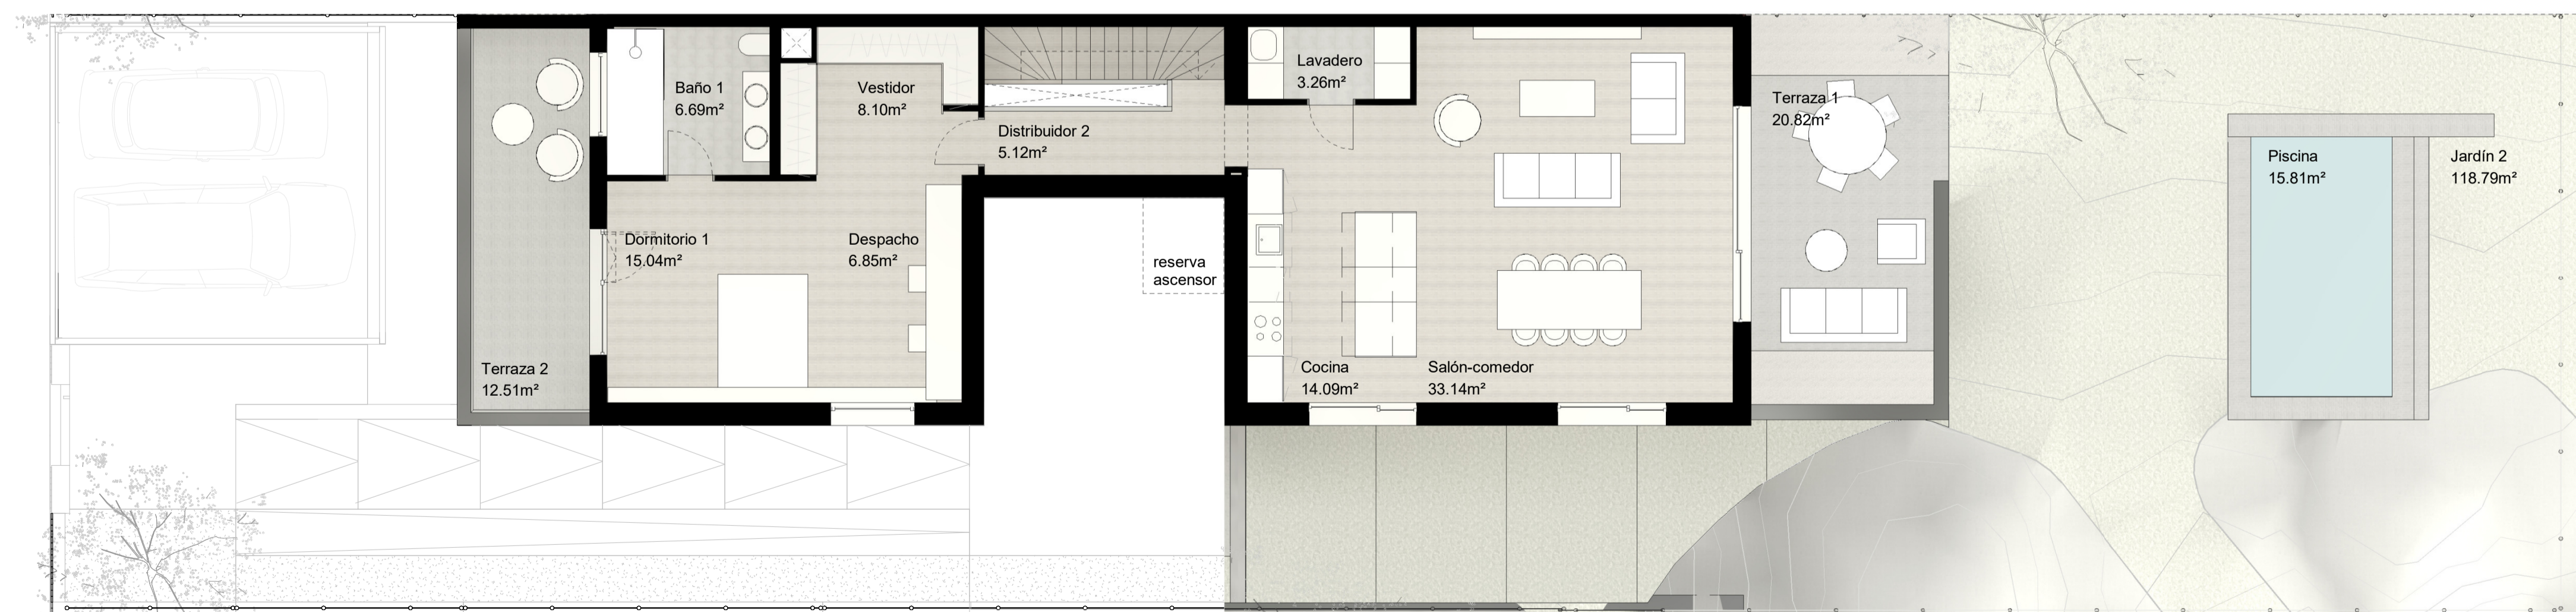 Baño 1
6.69m²
Vestidor
8.10m²
Distribuidor 2
5.12m²
Lavadero
3.26m²
Terraza 1
20.82m²
Piscina
15.81m²
Jardín 2
118.79m²
Dormitorio 1
15.04m²
Despacho
6.85m²
reserva
ascensor
Terraza 2
12.51m²
Cocina
14.09m²
Salón-comedor
33.14m²